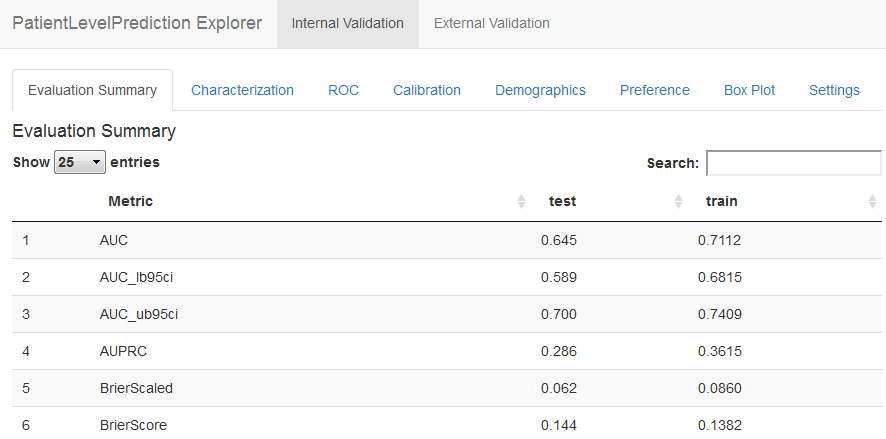 PatientLevelPrediction Explorer Internal Validation External Validation
Evaluation Summary Characterization ROC Calibration Demographics Preference Box Plot Settings
Evaluation Summary
Show 25 entries Search:
Metric test train
1 AUC 0.645 0.7112
2 AUC_lb95ci 0.589 0.6815
3 AUC_ub95ci 0.700 0.7409
4 AUPRC 0.286 0.3615
5 BrierScaled 0.062 0.0860
6 BrierScore 0.144 0.1382